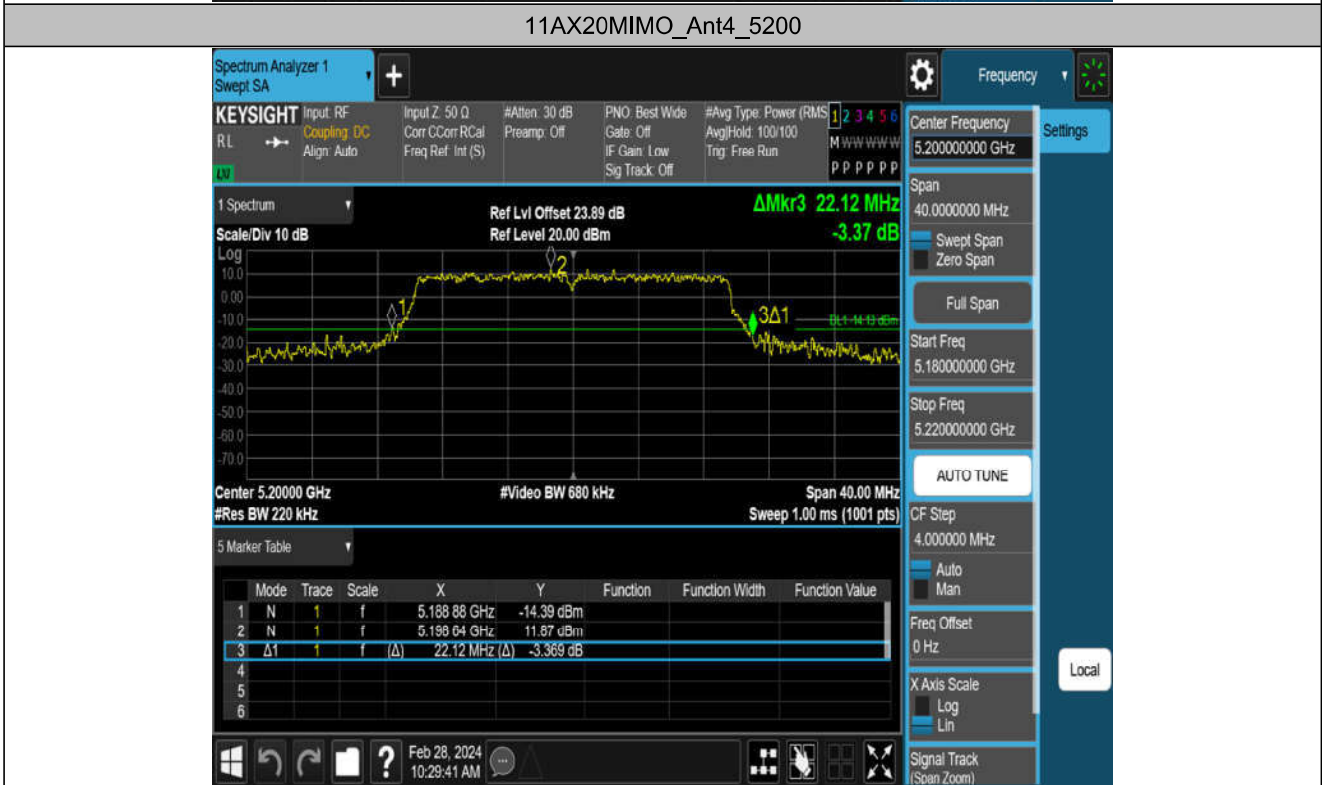 11AX20MIMO_Ant4_5200
Spectrum Analyzer 1
Swept SA
+
Frequency
KEYSIGHT
RL
LXI
Input: RF
Coupling: DC
Align: Auto
Input Z: 50 Ω
Corr CCorr RCal
Freq Ref: Int (S)
#Atten: 30 dB
Preamp: Off
PNO: Best Wide
Gate: Off
IF Gain: Low
Sig Track: Off
#Avg Type: Power (RMS
Avg|Hold: 100/100
Trig: Free Run
1 2 3 4 5 6
M W W W W W
P P P P P P
Center Frequency
5.200000000 GHz
Settings
Span
40.0000000 MHz
Swept Span
Zero Span
Full Span
Start Freq
5.180000000 GHz
Stop Freq
5.220000000 GHz
AUTO TUNE
CF Step
4.000000 MHz
Auto
Man
Freq Offset
0 Hz
X Axis Scale
Log
Lin
Signal Track
(Span Zoom)
Local
1 Spectrum
Scale/Div 10 dB
Ref Lvl Offset 23.89 dB
Ref Level 20.00 dBm
ΔMkr3 22.12 MHz
-3.37 dB
Log
10.0
0.00
-10.0
-20.0
-30.0
-40.0
-50.0
-60.0
-70.0
1
2
3Δ1
DL1 -14.13 dBm
Center 5.20000 GHz
#Video BW 680 kHz
Span 40.00 MHz
#Res BW 220 kHz
Sweep 1.00 ms (1001 pts)
5 Marker Table
Mode Trace Scale X Y Function Function Width Function Value
1 N 1 f 5.188 88 GHz -14.39 dBm
2 N 1 f 5.198 64 GHz 11.87 dBm
3 Δ1 1 f (Δ) 22.12 MHz (Δ) -3.369 dB
4
5
6
?
Feb 28, 2024
10:29:41 AM